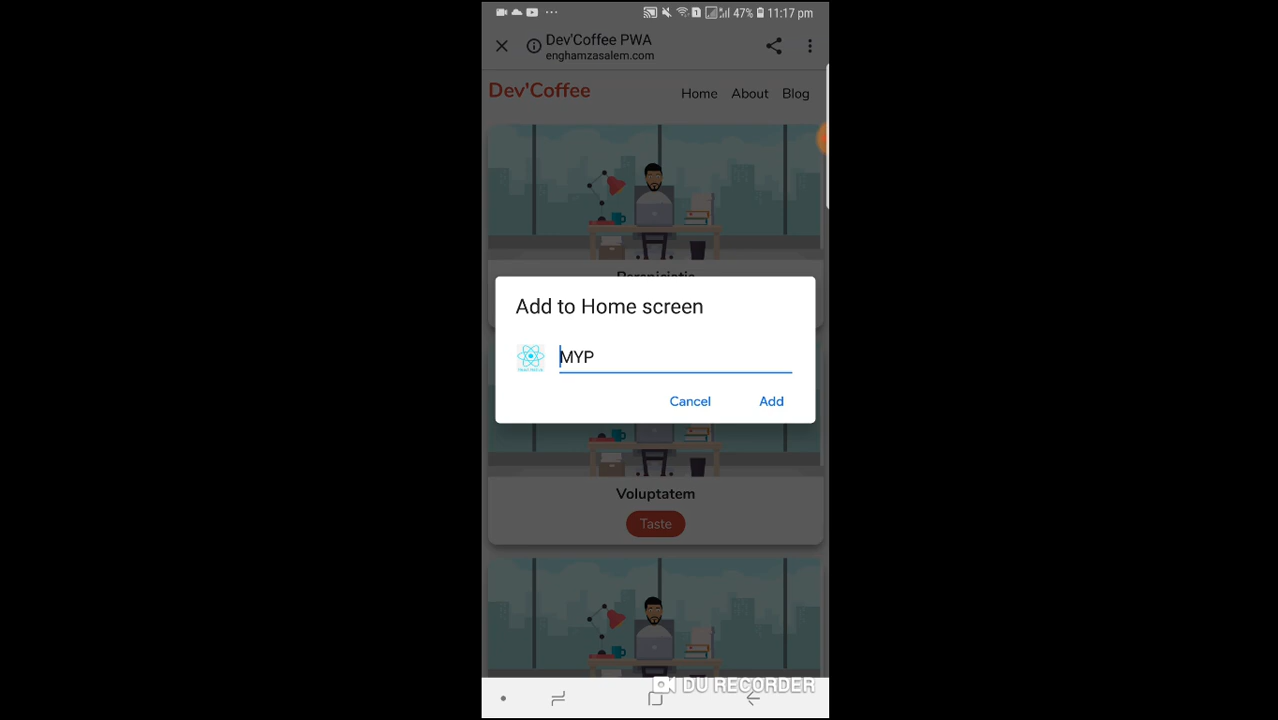 47% 11:17 pm
Dev'Coffee PWA
enghamzasalem.com
Dev'Coffee
Home About Blog
Perspiciatis
Add to Home screen
MYP
Cancel Add
Voluptatem
Taste
DU RECORDER